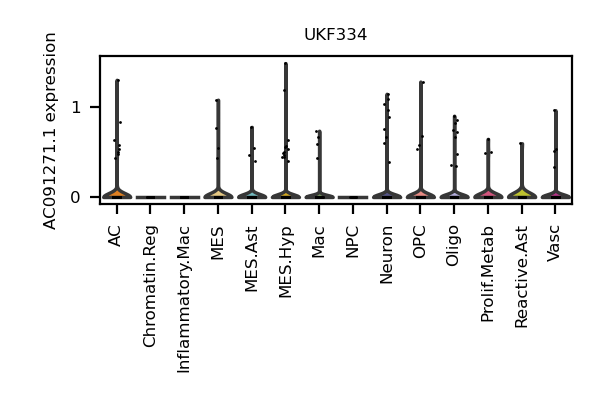 UKF334
AC091271.1 expression
1
0
AC
Chromatin.Reg
Inflammatory.Mac
MES
MES.Ast
MES.Hyp
Mac
NPC
Neuron
OPC
Oligo
Prolif.Metab
Reactive.Ast
Vasc